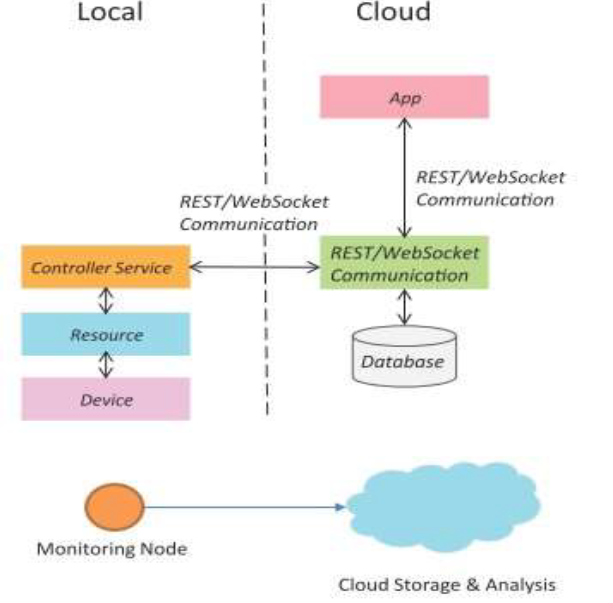 Local
Cloud
App
REST/WebSocket
Communication
REST/WebSocket
Communication
REST/WebSocket
Communication
Controller Service
Resource
Database
Device
Monitoring Node
Cloud Storage & Analysis